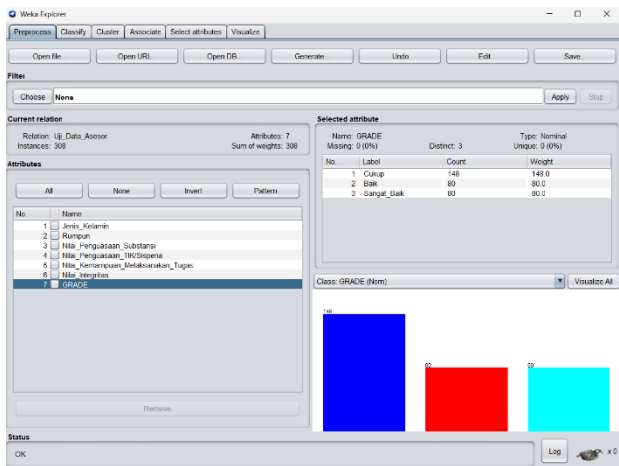 Weka Explorer
Preprocess Classify Cluster Associate Select attributes Visualize
Open file... Open URL... Open DB... Generate... Undo Edit... Save...
Filter
Choose None Apply Stop
Current relation
Relation: Uji_Data_Asesor Attributes: 7
Instances: 308 Sum of weights: 308
Attributes
All None Invert Pattern
No. Name
1 Jenis_Kelamin
2 Rumpun
3 Nilai_Penguasaan_Substansi
4 Nilai_Penguasaan_TIK/Sispena
5 Nilai_Kemampuan_Melaksanakan_Tugas
6 Nilai_Integritas
7 GRADE
Remove
Selected attribute
Name: GRADE Type: Nominal
Missing: 0 (0%) Distinct: 3 Unique: 0 (0%)
No. Label Count Weight
1 Cukup 148 148.0
2 Baik 80 80.0
3 Sangat_Baik 80 80.0
Class: GRADE (Nom) Visualize All
148
Status
OK Log x 0